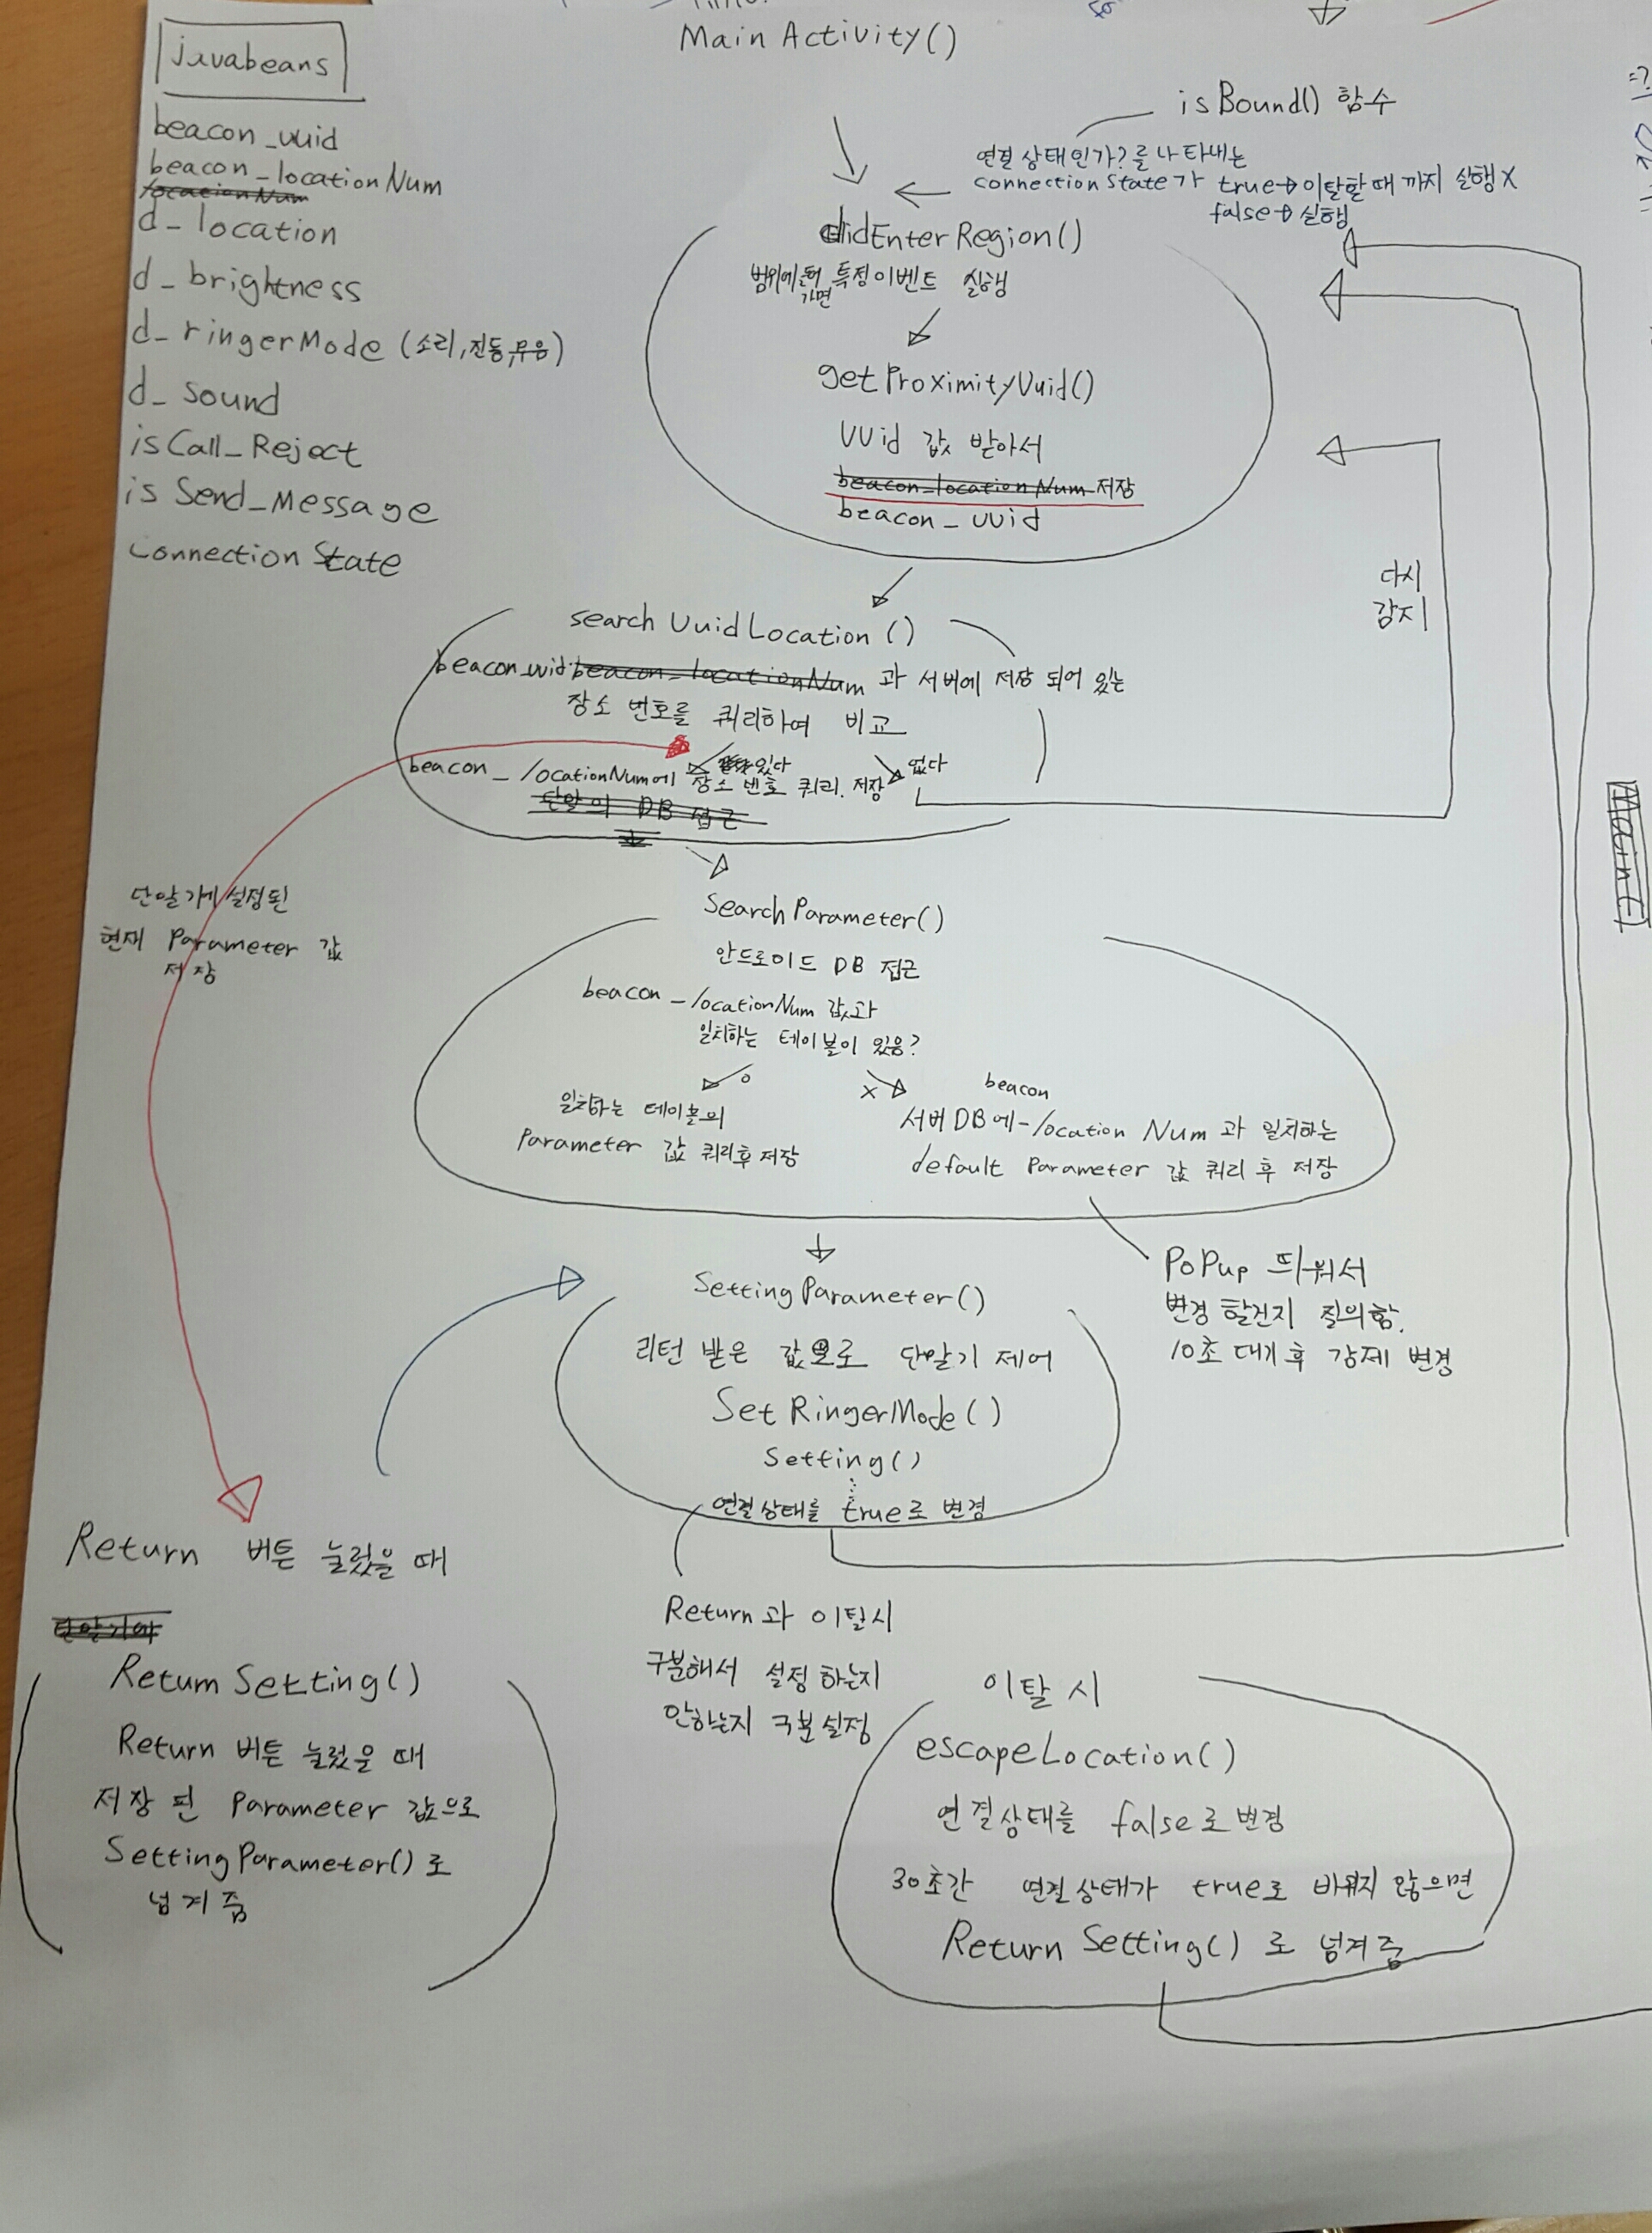 Main Activity()
javabeans
beacon_uuid
beacon_locationNum
locationNum
d_location
d_brightness
d_ringerMode (소리,진동,무음)
d_sound
isCall_Reject
is Send_Message
Connection State
isBound() 함수
연결 상태인가? 를 나타내는
connectionState가 true→이탈할 때 까지 실행X
false→실행
didEnterRegion()
범위에 들어가면 특정이벤트 실행
getProximityUuid()
UUid 값 받아서
beacon_locationNum 저장
beacon_UUid
다시
감지
search UuidLocation ()
beacon_uuid beacon_locationNum 과 서버에 저장 되어 있는
장소 번호를 쿼리하여 비교
있다
없다
beacon_locationNum에 장소 번호 쿼리. 저장
단말의 DB 접근
단말기에 설정된
현재 Parameter 값
저장
Search Parameter()
안드로이드 DB 접근
beacon_locationNum 값과
일치하는 테이블이 있음?
o
x
일치하는 테이블의
Parameter 값 쿼리후 저장
beacon
서버 DB에 _location Num 과 일치하는
default Parameter 값 쿼리 후 저장
PoPup 띄워서
변경 할건지 질의함.
10초 대기 후 강제 변경
Setting Parameter()
리턴 받은 값으로 단말기 제어
Set RingerMode()
Setting()
연결상태를 true로 변경
Main()
Return 버튼 눌렀을 때
단말기에
Return Setting()
Return 버튼 눌렀을 때
저장 된 Parameter 값으로
Setting Parameter()로
넘겨줌
Return과 이탈시
구분해서 설정 하는지
안하는지 구분 설정
이탈 시
escapeLocation()
연결상태를 false로 변경
30초간 연결상태가 true로 바뀌지 않으면
Return Setting()로 넘겨줌